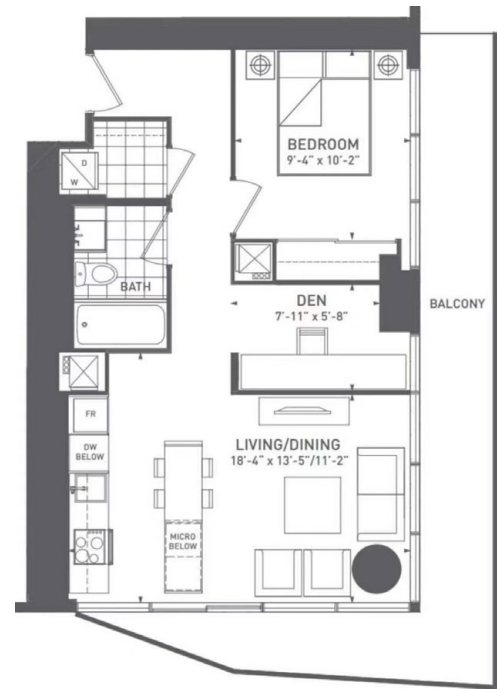 BEDROOM
9'-4" x 10'-2"
D
W
BATH
DEN
7'-11" x 5'-8"
BALCONY
FR
DW
BELOW
LIVING/DINING
18'-4" x 13'-5"/11'-2"
MICRO
BELOW